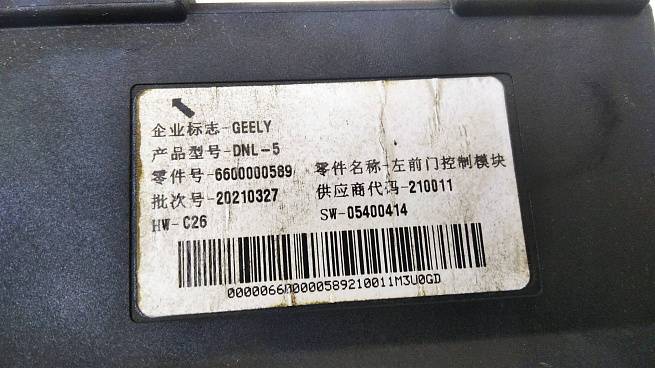 企业标志-GEELY
产品型号-DNL-5
零件号-6600000589 零件名称-左前门控制模块
批次号-20210327 供应商代码-210011
HW-C26 SW-05400414
000006600000589210011M3U0GD